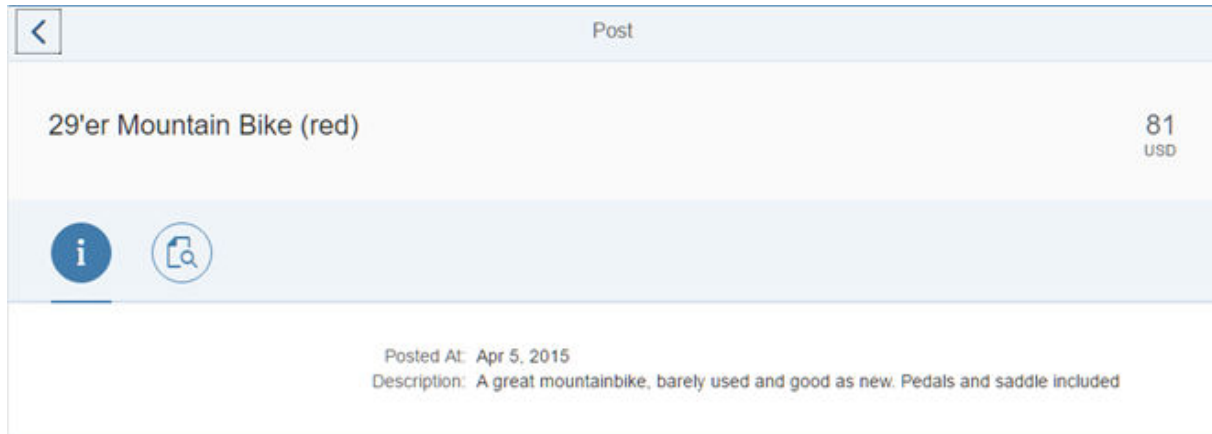 Post
29'er Mountain Bike (red)
81
USD
i
Posted At: Apr 5, 2015
Description: A great mountainbike, barely used and good as new. Pedals and saddle included